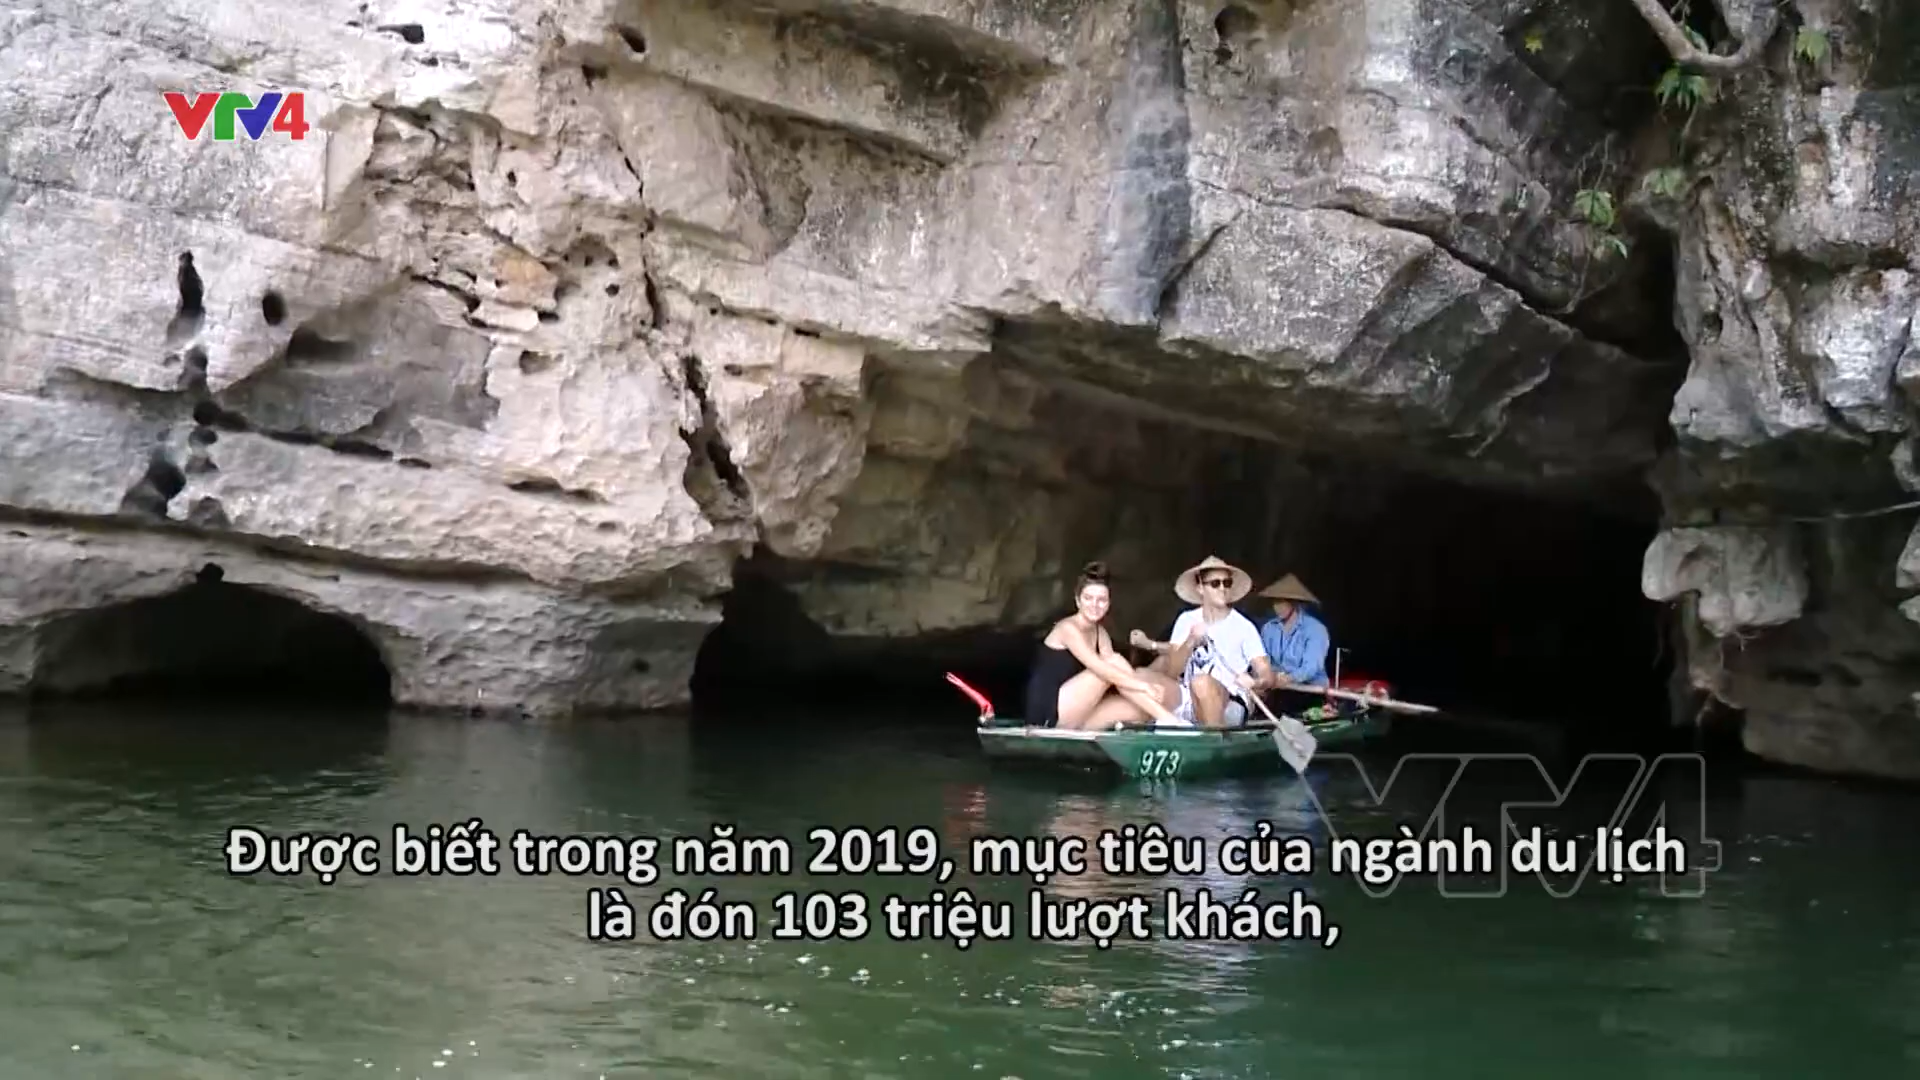 VTV4
973
VTV4
Được biết trong năm 2019, mục tiêu của ngành du lịch
là đón 103 triệu lượt khách,